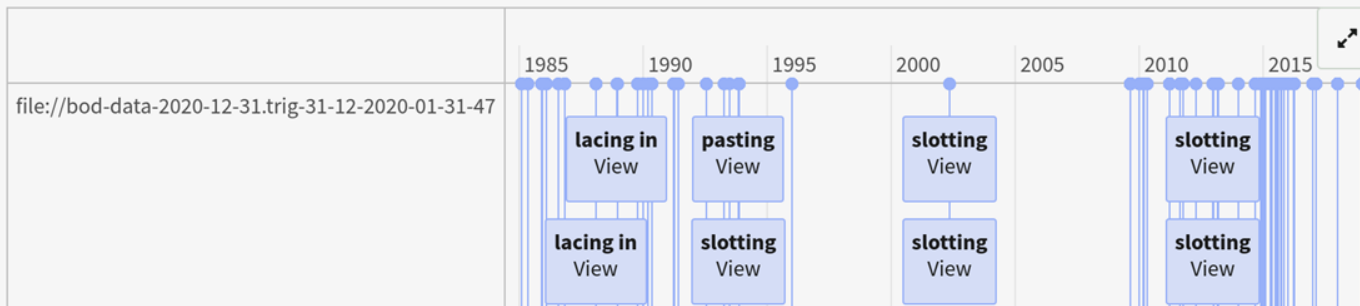 1985 1990 1995 2000 2005 2010 2015
file://bod-data-2020-12-31.trig-31-12-2020-01-31-47
lacing in pasting slotting slotting
View View View View
lacing in slotting slotting slotting
View View View View